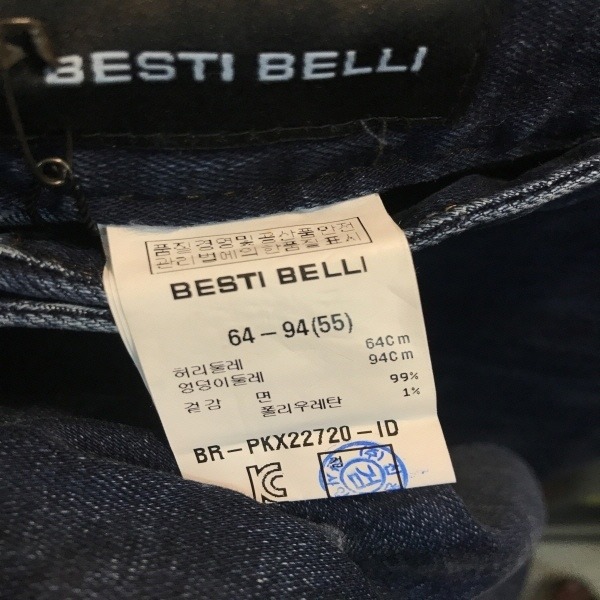 BESTI BELLI
품질경영및공산품안전
관리법에의한품질표시
BESTI BELLI
64-94(55)
허리둘레 64Cm
엉덩이둘레 94Cm
겉감 면 99%
폴리우레탄 1%
BR-PKX22720-ID